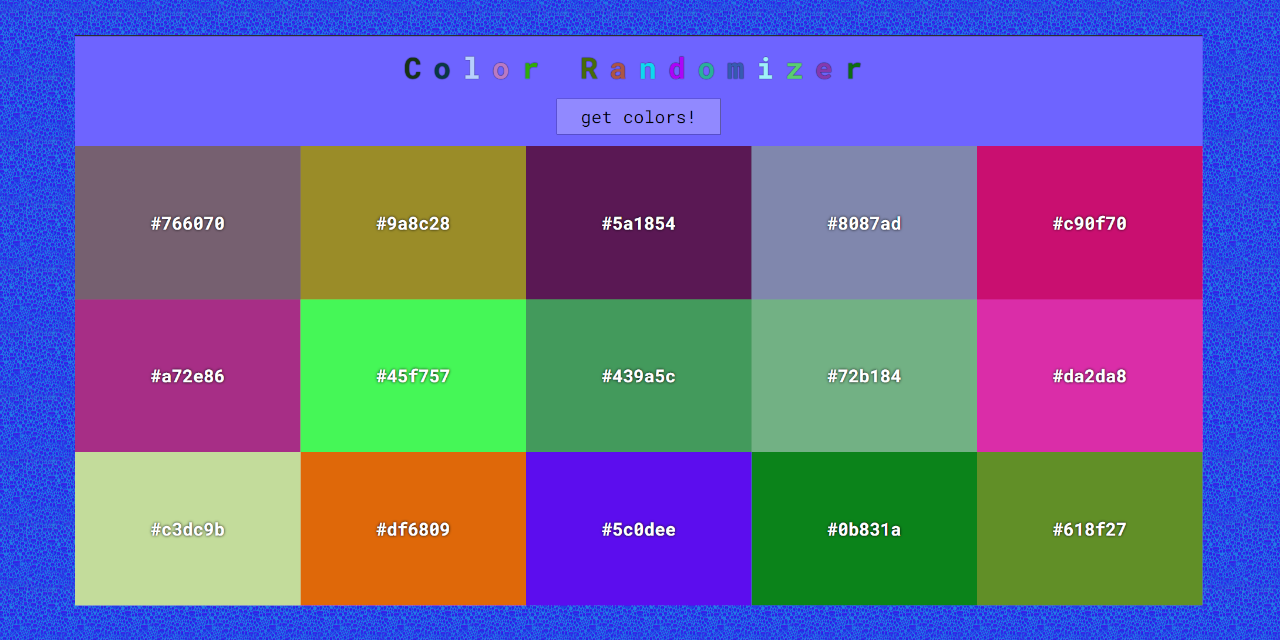 Color Randomizer
get colors!
#766070 #9a8c28 #5a1854 #8087ad #c90f70
#a72e86 #45f757 #439a5c #72b184 #da2da8
#c3dc9b #df6809 #5c0dee #0b831a #618f27